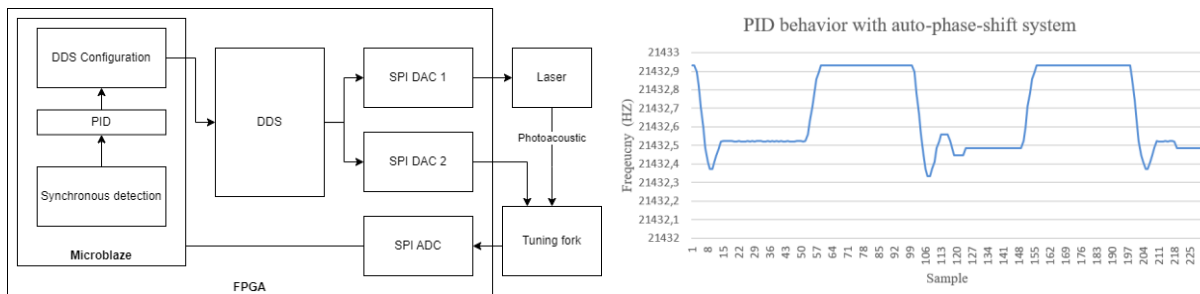 DDS Configuration
PID
Synchronous detection
Microblaze
DDS
SPI DAC 1
SPI DAC 2
SPI ADC
FPGA
Laser
Photoacoustic
Tuning fork
PID behavior with auto-phase-shift system
Freqeucny (HZ)
21433
21432,9
21432,8
21432,7
21432,6
21432,5
21432,4
21432,3
21432,2
21432,1
21432
1 8 15 22 29 36 43 50 57 64 71 78 85 92 99 106 113 120 127 134 141 148 155 162 169 176 183 190 197 204 211 218 225
Sample